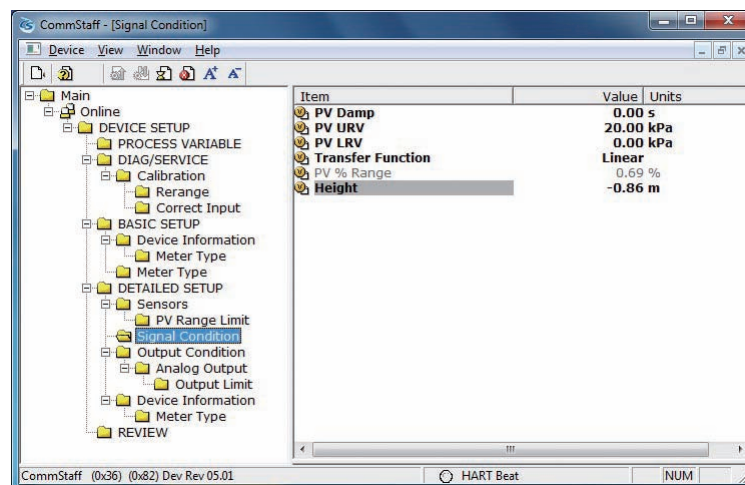 CommStaff - [Signal Condition]
Device View Window Help
Main
Online
DEVICE SETUP
PROCESS VARIABLE
DIAG/SERVICE
Calibration
Rerange
Correct Input
BASIC SETUP
Device Information
Meter Type
Meter Type
DETAILED SETUP
Sensors
PV Range Limit
Signal Condition
Output Condition
Analog Output
Output Limit
Device Information
Meter Type
REVIEW
Item Value Units
PV Damp 0.00 s
PV URV 20.00 kPa
PV LRV 0.00 kPa
Transfer Function Linear
PV % Range 0.69 %
Height -0.86 m
CommStaff (0x36) (0x82) Dev Rev 05.01 HART Beat NUM